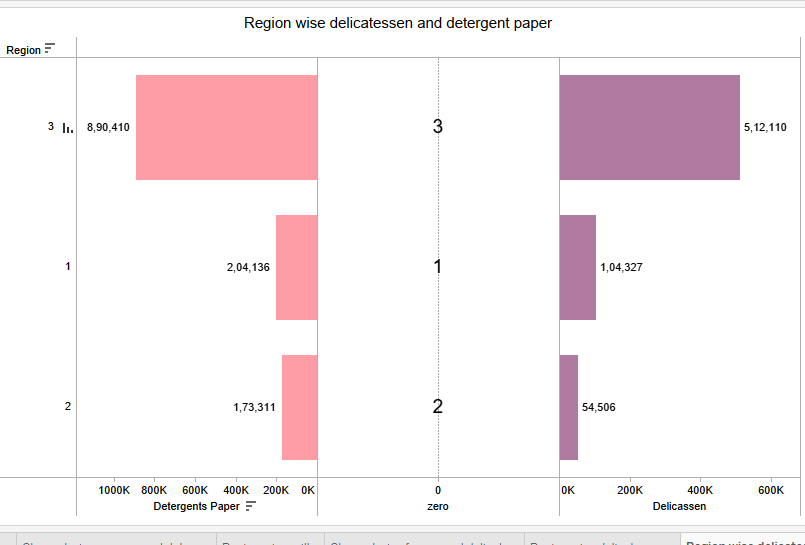 Region wise delicatessen and detergent paper
Region
3 8,90,410 3 5,12,110
1 2,04,136 1 1,04,327
2 1,73,311 2 54,506
1000K 800K 600K 400K 200K 0K 0 0K 200K 400K 600K
Detergents Paper zero Delicassen
Region wise